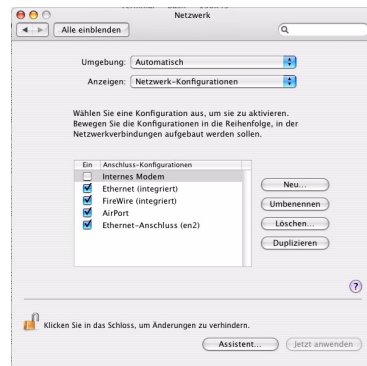 Netzwerk
Alle einblenden
Umgebung: Automatisch
Anzeigen: Netzwerk-Konfigurationen
Wählen Sie eine Konfiguration aus, um sie zu aktivieren.
Bewegen Sie die Konfigurationen in die Reihenfolge, in der
Netzwerkverbindungen aufgebaut werden sollen.
Ein Anschluss-Konfigurationen
Internes Modem
Ethernet (integriert)
FireWire (integriert)
AirPort
Ethernet-Anschluss (en2)
Neu...
Umbenennen
Löschen...
Duplizieren
?
Klicken Sie in das Schloss, um Änderungen zu verhindern.
Assistent... Jetzt anwenden